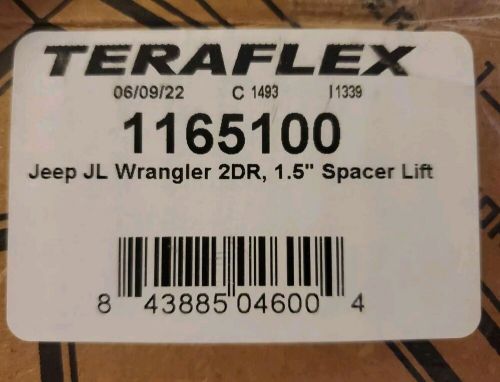 TERAFLEX
06/09/22 C 1493 I1339
1165100
Jeep JL Wrangler 2DR, 1.5" Spacer Lift
8 43885 04600 4